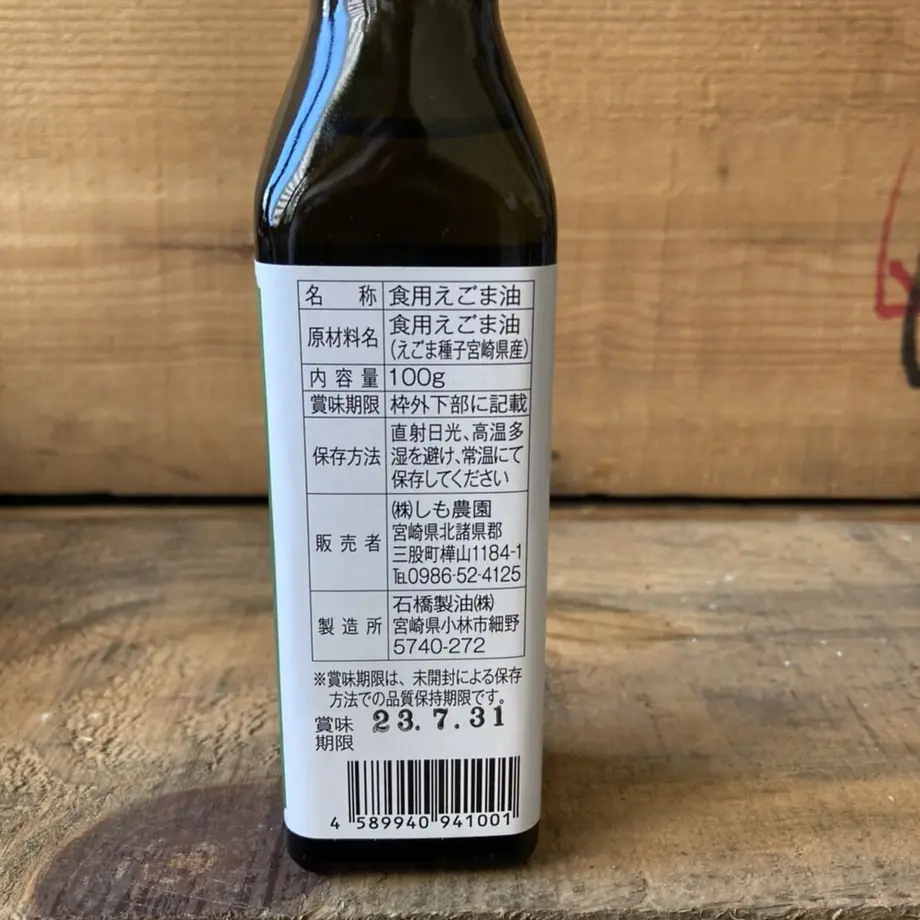 名称 食用えごま油
原材料名 食用えごま油
(えごま種子宮崎県産)
内容量 100g
賞味期限 枠外下部に記載
保存方法 直射日光、高温多
湿を避け、常温にて
保存してください
販売者 ㈱しも農園
宮崎県北諸県郡
三股町樺山1184-1
℡0986-52-4125
製造所 石橋製油㈱
宮崎県小林市細野
5740-272
※賞味期限は、未開封による保存
方法での品質保持期限です。
賞味期限 23.7.31
4 589940 941001